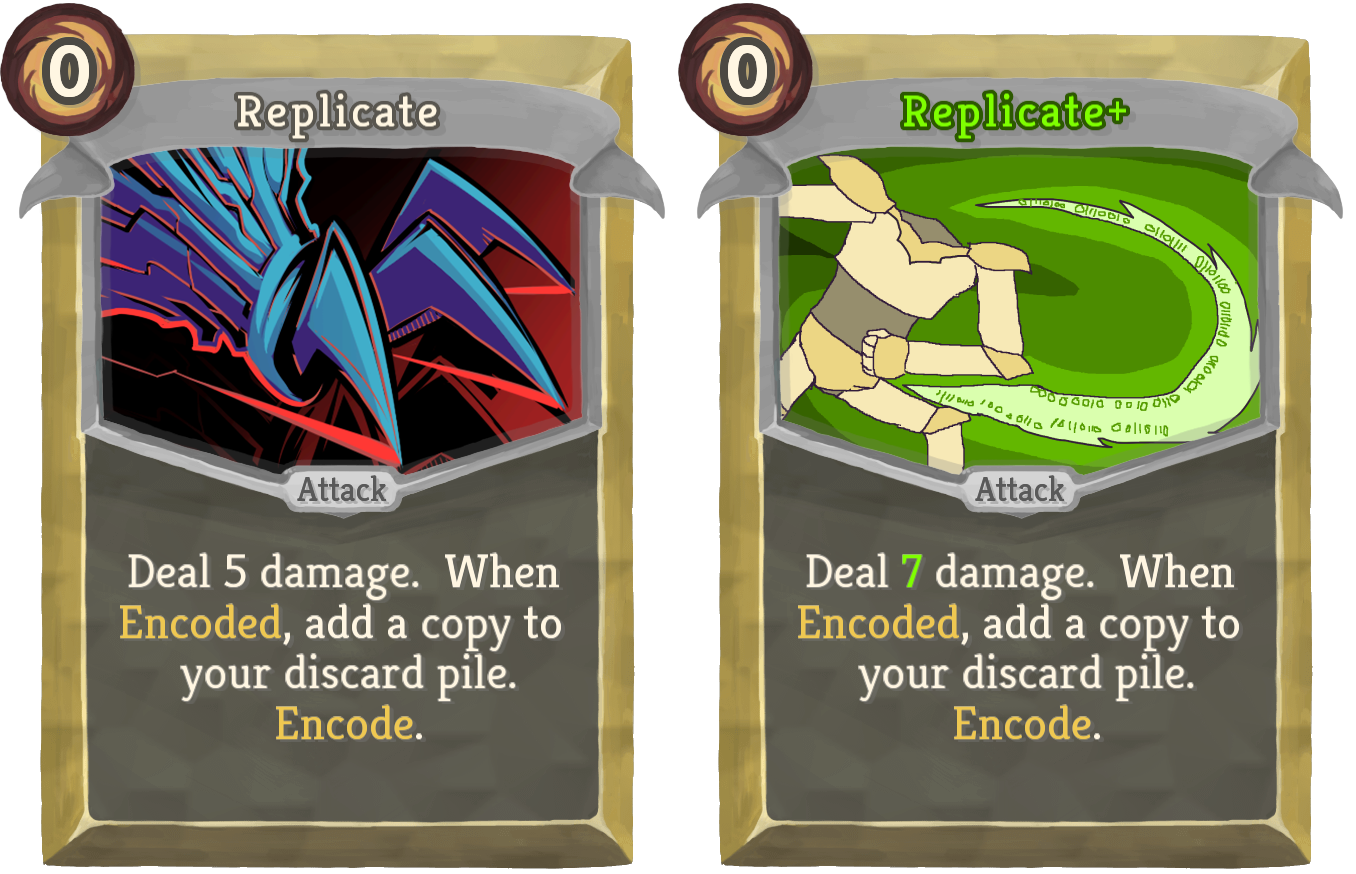 0
Replicate
Attack
Deal 5 damage.  When
Encoded, add a copy to
your discard pile.
Encode.
0
Replicate+
Attack
Deal 7 damage.  When
Encoded, add a copy to
your discard pile.
Encode.